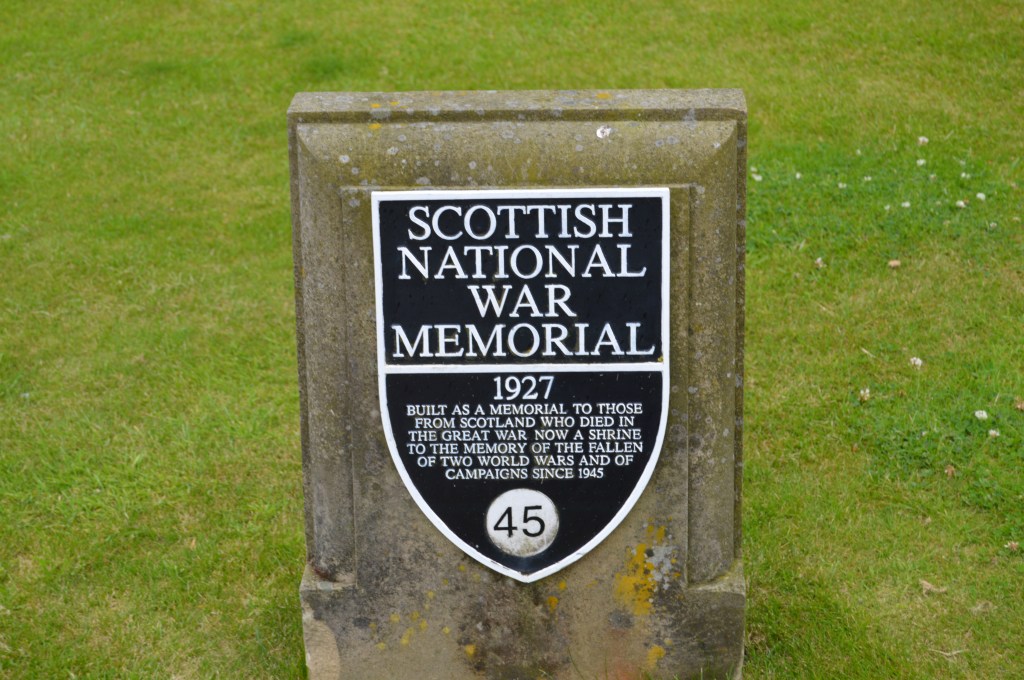 SCOTTISH
NATIONAL
WAR
MEMORIAL
1927
BUILT AS A MEMORIAL TO THOSE
FROM SCOTLAND WHO DIED IN
THE GREAT WAR NOW A SHRINE
TO THE MEMORY OF THE FALLEN
OF TWO WORLD WARS AND OF
CAMPAIGNS SINCE 1945
45